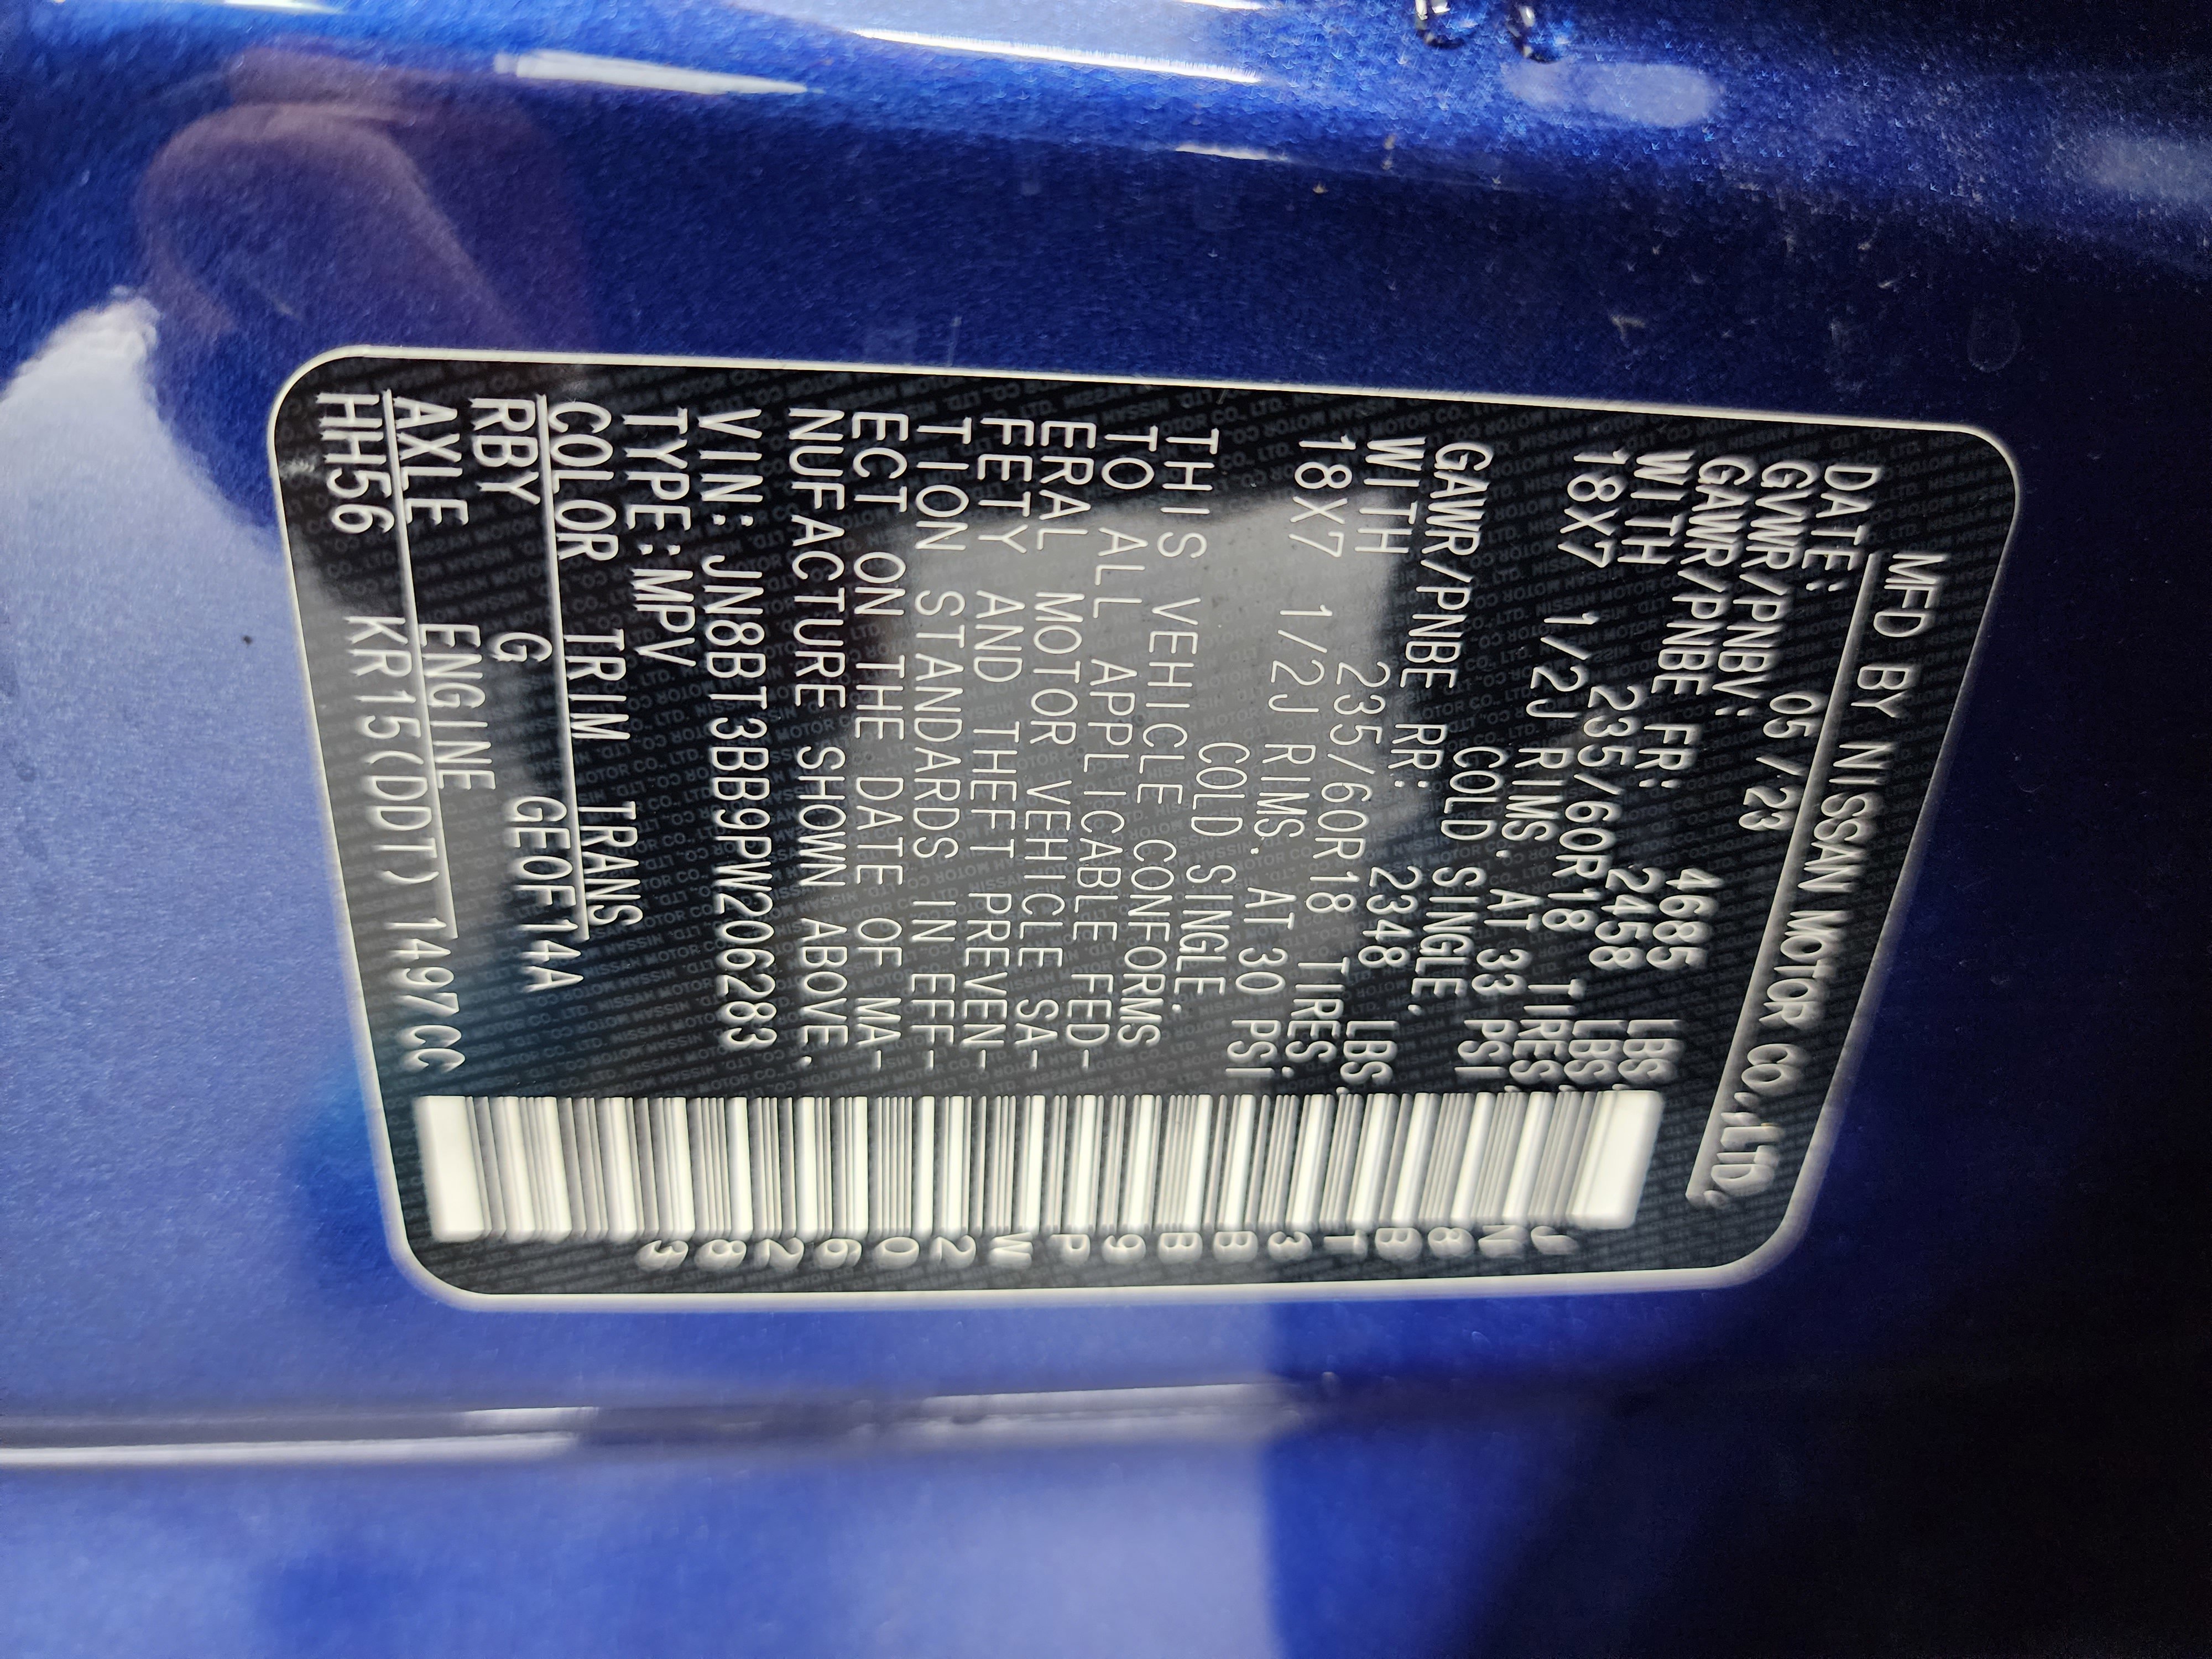 MFD BY NISSAN MOTOR CO.,LTD.
DATE: 05/23
GVWR/PNBV: 4685 LBS.
GAWR/PNBE FR: 2458 LBS.
WITH 235/60R18 TIRES,
18X7 1/2J RIMS. AT 33 PSI
COLD SINGLE.
GAWR/PNBE RR: 2348 LBS.
WITH 235/60R18 TIRES,
18X7 1/2J RIMS. AT 30 PSI
COLD SINGLE.
THIS VEHICLE CONFORMS
TO ALL APPLICABLE FED-
ERAL MOTOR VEHICLE SA-
FETY AND THEFT PREVEN-
TION STANDARDS IN EFF-
ECT ON THE DATE OF MA-
NUFACTURE SHOWN ABOVE.
VIN: JN8BT3BB9PW206283
TYPE:MPV
COLOR TRIM TRANS
RBY G GE0F14A
AXLE ENGINE
HH56 KR15(DDT) 1497CC
JN8BT3BB9PW206283